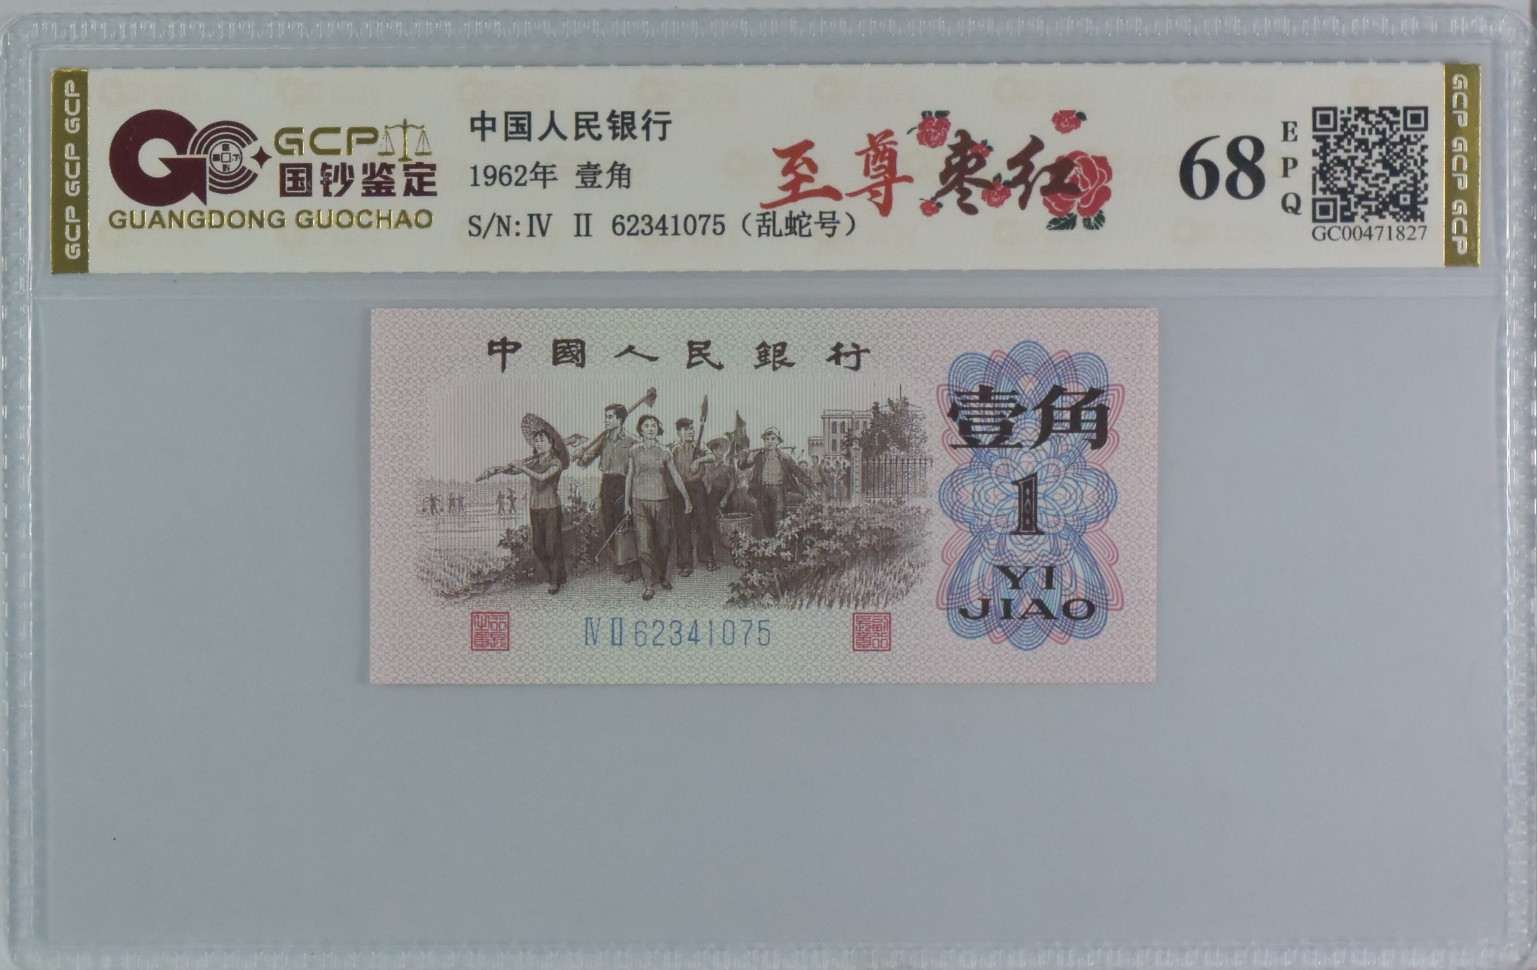 GCP GCP GCP
GCP
国钞鉴定
GUANGDONG GUOCHAO
中国人民银行
1962年 壹角
S/N: Ⅳ Ⅱ 62341075（乱蛇号）
至尊枣红
68
EPQ
GC00471827
GCP GCP GCP
中國人民銀行
壹角
1
YI
JIAO
Ⅳ Ⅱ 62341075